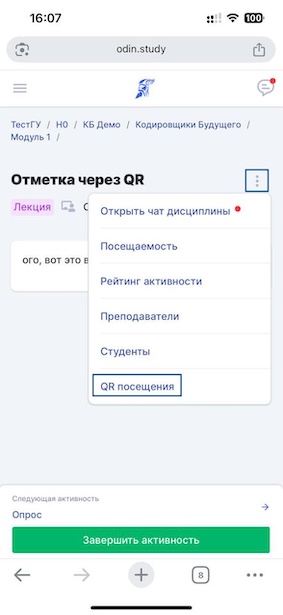 16:07
100
odin.study
ТестГУ / Н0 / КБ Демо / Кодировщики Будущего /
Модуль 1 /
Отметка через QR
Лекция
Открыть чат дисциплины
ого, вот это в
Посещаемость
Рейтинг активности
Преподаватели
Студенты
QR посещения
Следующая активность
Опрос
Завершить активность
8